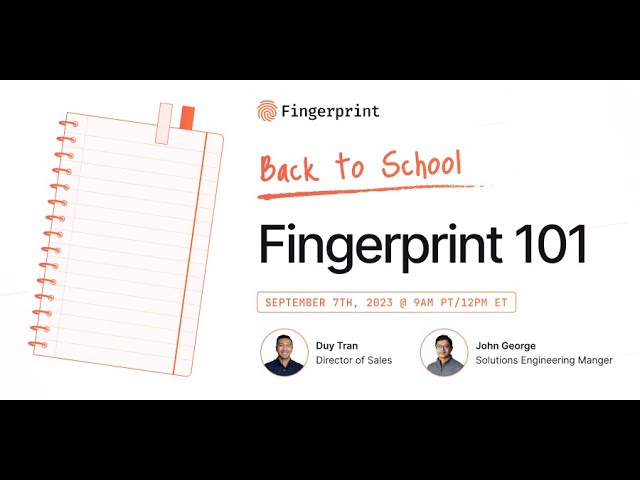 Fingerprint
Back to School
Fingerprint 101
SEPTEMBER 7TH, 2023 @ 9AM PT/12PM ET
Duy Tran
Director of Sales
John George
Solutions Engineering Manger